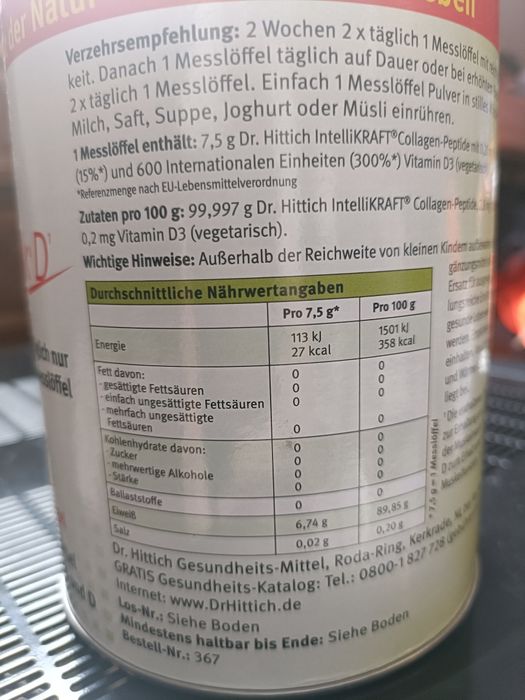 der Natur
Verzehrsempfehlung: 2 Wochen 2 x täglich 1 Messlöffel mit
keit. Danach 1 Messlöffel täglich auf Dauer oder bei
2 x täglich 1 Messlöffel. Einfach 1 Messlöffel Pulver in stilles
Milch, Saft, Suppe, Joghurt oder Müsli einrühren.
1 Messlöffel enthält: 7,5 g Dr. Hittich IntelliKRAFT® Collagen-Peptide mit
(15%*) und 600 Internationalen Einheiten (300%*) Vitamin D3
*Referenzmenge nach EU-Lebensmittelverordnung
Zutaten pro 100 g: 99,997 g Dr. Hittich IntelliKRAFT® Collagen-Peptide,
0,2 mg Vitamin D3 (vegetarisch).
Wichtige Hinweise: Außerhalb der Reichweite von kleinen Kindern
Durchschnittliche Nährwertangaben
Pro 7,5 g* Pro 100 g
Energie 113 kJ 1501 kJ
27 kcal 358 kcal
Fett davon: 0 0
- gesättigte Fettsäuren 0 0
- einfach ungesättigte Fettsäuren 0 0
- mehrfach ungesättigte
Fettsäuren 0 0
Kohlenhydrate davon: 0 0
- Zucker 0 0
- mehrwertige Alkohole 0 0
- Stärke 0 0
Ballaststoffe 0 0
Eiweiß 6,74 g 89,85 g
Salz 0,02 g 0,20 g
* 7,5 g = 1 Messlöffel
Dr. Hittich Gesundheits-Mittel, Roda-Ring, Kerkrade, NL
GRATIS Gesundheits-Katalog: Tel.: 0800-1 827 728
Internet: www.DrHittich.de
Los-Nr.: Siehe Boden
Mindestens haltbar bis Ende: Siehe Boden
Bestell-Nr.: 367